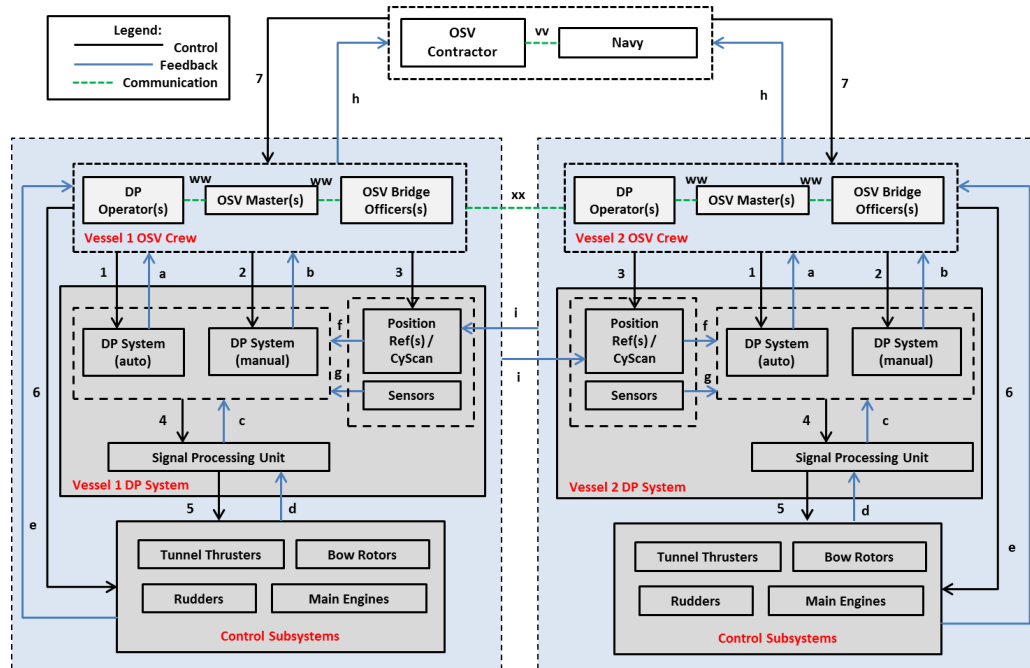 Legend:
Control
Feedback
Communication
OSV
Contractor
vv
Navy
7
h
h
7
DP
Operator(s)
ww
OSV Master(s)
ww
OSV Bridge
Officers(s)
Vessel 1 OSV Crew
xx
DP
Operator(s)
ww
OSV Master(s)
ww
OSV Bridge
Officers(s)
Vessel 2 OSV Crew
1
a
2
b
3
3
1
a
2
b
DP System
(auto)
DP System
(manual)
f
g
Position
Ref(s) /
CyScan
Sensors
i
i
Position
Ref(s) /
CyScan
Sensors
f
g
DP System
(auto)
DP System
(manual)
6
4
c
4
c
6
Signal Processing Unit
Vessel 1 DP System
Signal Processing Unit
Vessel 2 DP System
e
5
d
5
d
e
Tunnel Thrusters
Bow Rotors
Rudders
Main Engines
Control Subsystems
Tunnel Thrusters
Bow Rotors
Rudders
Main Engines
Control Subsystems